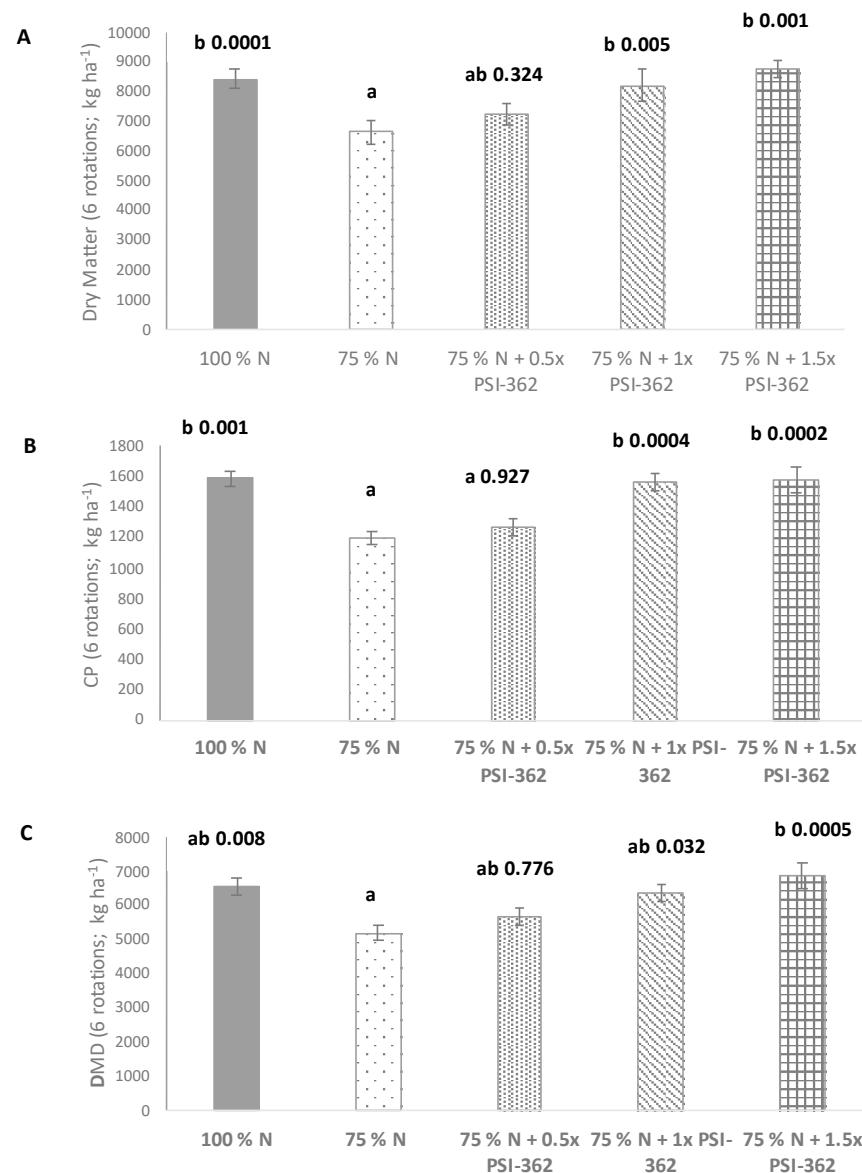 A
Dry Matter (6 rotations; kg ha-1)
10000
9000
8000
7000
6000
5000
4000
3000
2000
1000
0
b 0.0001
a
ab 0.324
b 0.005
b 0.001
100 % N
75 % N
75 % N + 0.5x
PSI-362
75 % N + 1x
PSI-362
75 % N + 1.5x
PSI-362
B
CP (6 rotations; kg ha-1)
1800
1600
1400
1200
1000
800
600
400
200
0
b 0.001
a
a 0.927
b 0.0004
b 0.0002
100 % N
75 % N
75 % N + 0.5x
PSI-362
75 % N + 1x PSI-
362
75 % N + 1.5x
PSI-362
C
DMD (6 rotations; kg ha-1)
8000
7000
6000
5000
4000
3000
2000
1000
0
ab 0.008
a
ab 0.776
ab 0.032
b 0.0005
100 % N
75 % N
75 % N + 0.5x
PSI-362
75 % N + 1x PSI-
362
75 % N + 1.5x
PSI-362